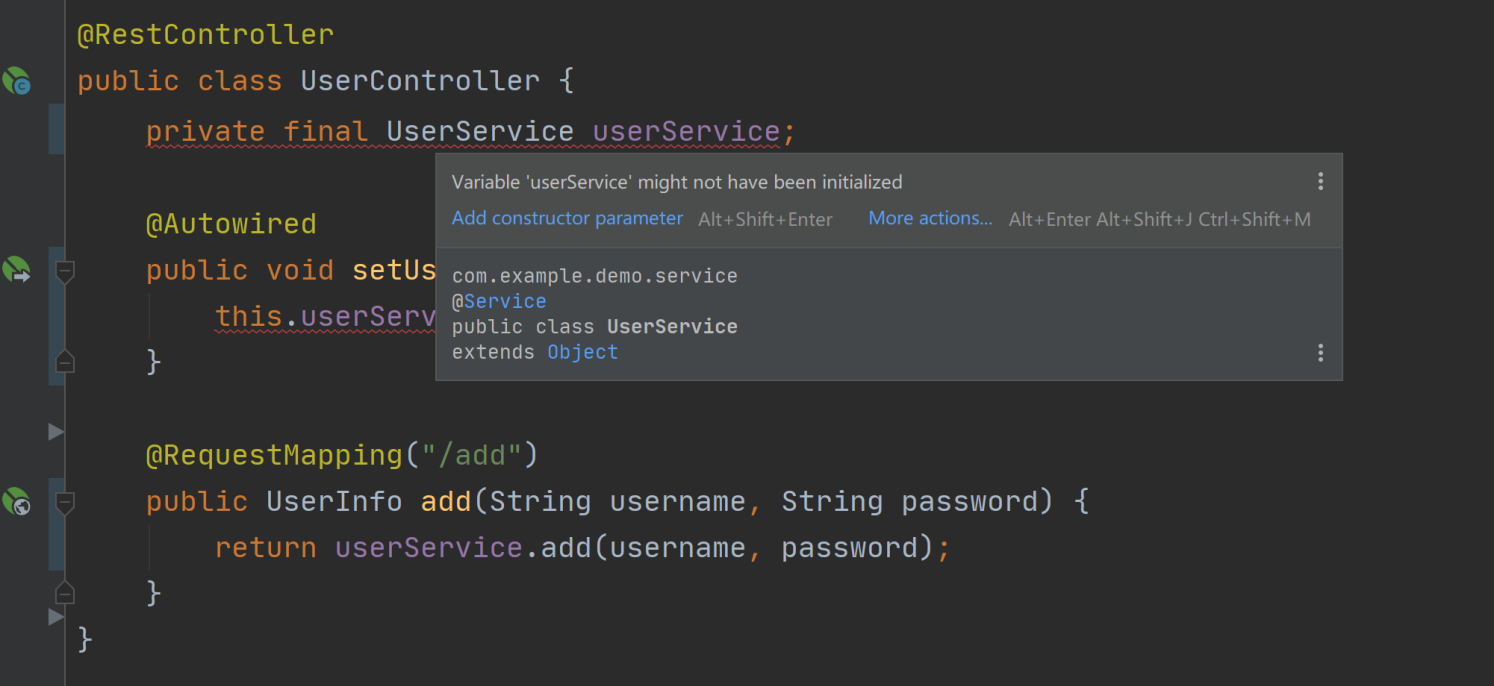 @RestController
public class UserController {
private final UserService userService;
Variable 'userService' might not have been initialized
Add constructor parameter Alt+Shift+Enter More actions... Alt+Enter Alt+Shift+J Ctrl+Shift+M
@Autowired
public void setUs
com.example.demo.service
@Service
this.userServ
public class UserService
extends Object
}
@RequestMapping("/add")
public UserInfo add(String username, String password) {
return userService.add(username, password);
}
}